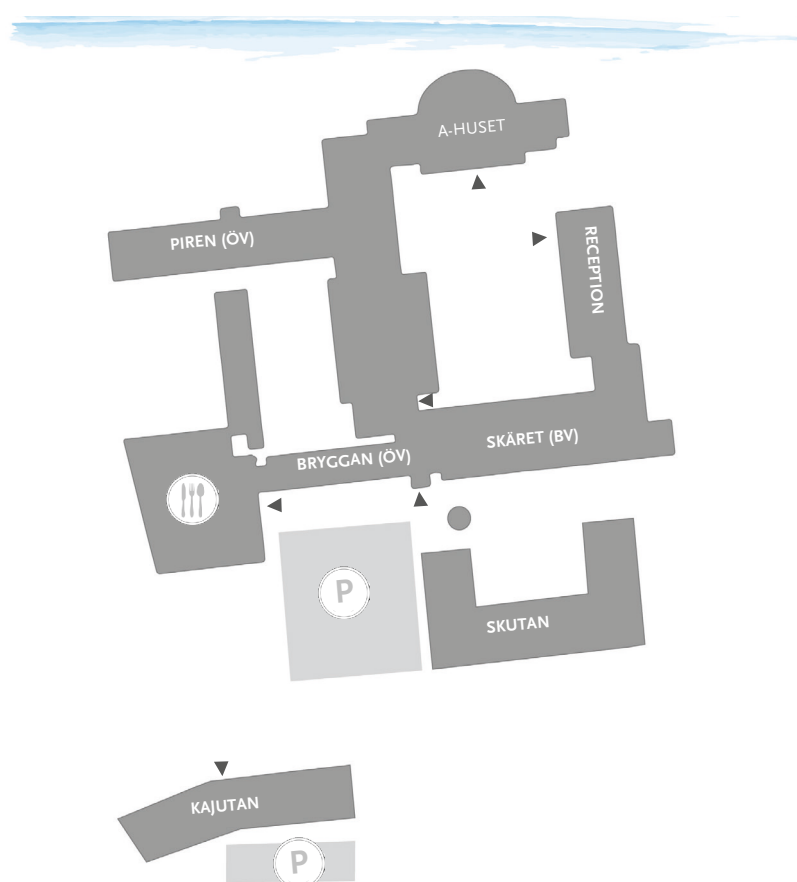 A-HUSET
PIREN (ÖV)
RECEPTION
SKÄRET (BV)
BRYGGAN (ÖV)
P
SKUTAN
KAJUTAN
P